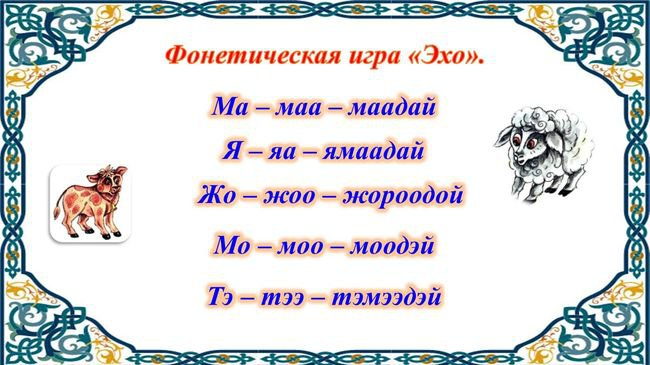 Фонетическая игра «Эхо».
Ма – маа – маадай
Я – яа – ямаадай
Жо – жоо – жороодой
Мо – моо – моодэй
Тэ – тээ – тэмээдэй